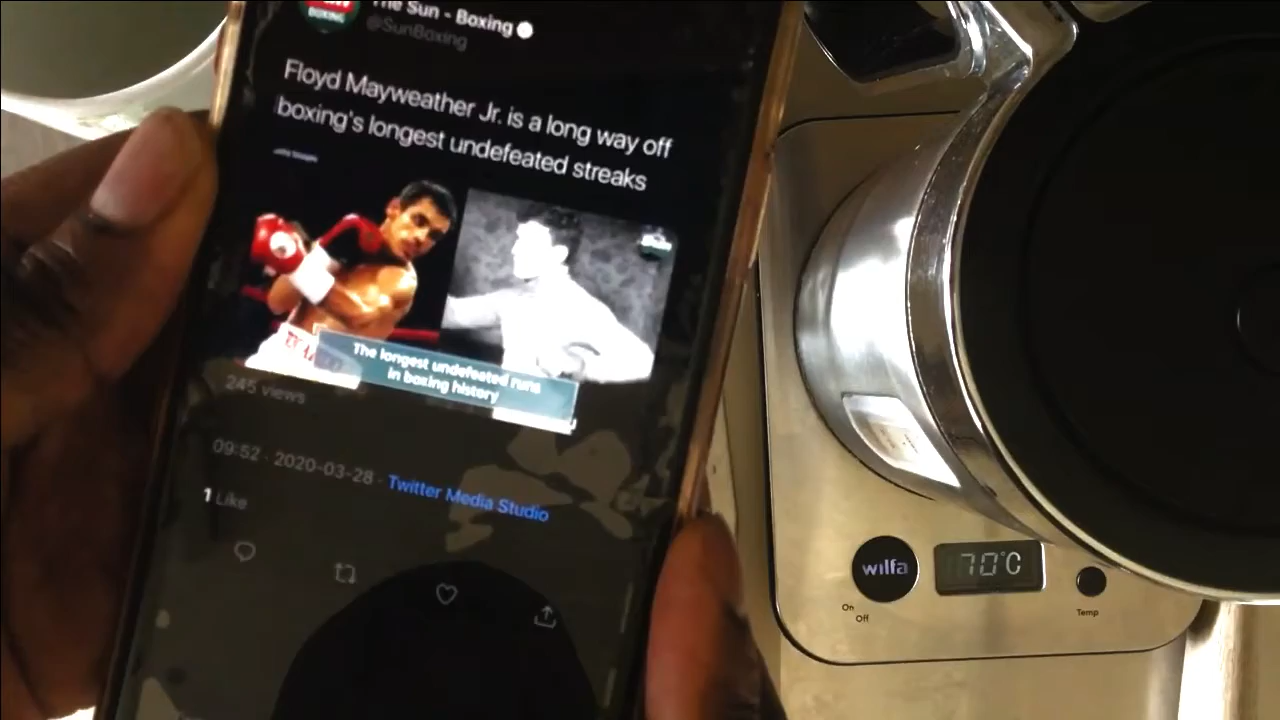 The Sun - Boxing
@SunBoxing
BOXING
Floyd Mayweather Jr. is a long way off
boxing's longest undefeated streaks
The longest undefeated runs
in boxing history
245 views
09:52 · 2020-03-28 · Twitter Media Studio
1 Like
wilfa
70°C
On
Off
Temp